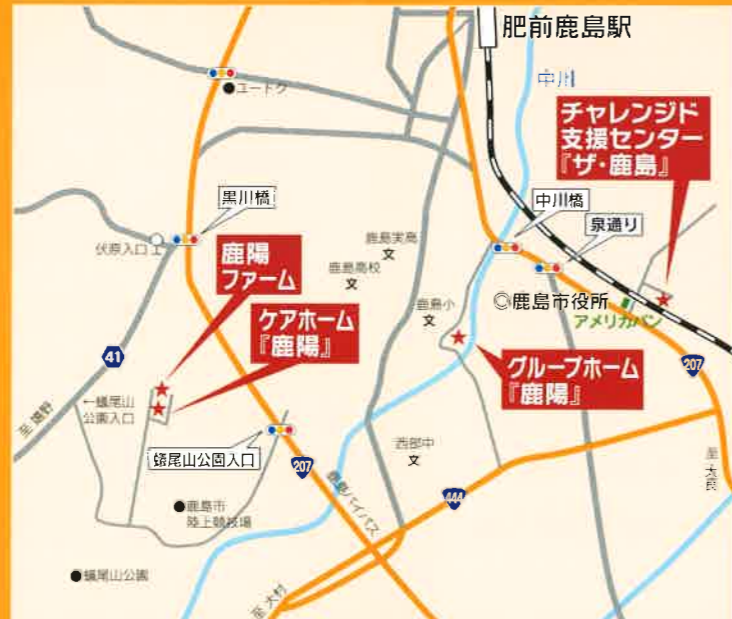 肥前鹿島駅
中川
チャレンジド
支援センター
『ザ・鹿島』
ユートク
黒川橋
中川橋
泉通り
伏原入口
鹿島実高
文
鹿島高校
文
鹿陽
ファーム
ケアホーム
『鹿陽』
鹿島小
文
◎鹿島市役所
アメリカパン
グループホーム
『鹿陽』
41
207
←蟻尾山
公園入口
至 嬉野
蟻尾山公園入口
207
西部中
文
至 太良
444
鹿島バイパス
●鹿島市
陸上競技場
●蟻尾山公園
至 大村